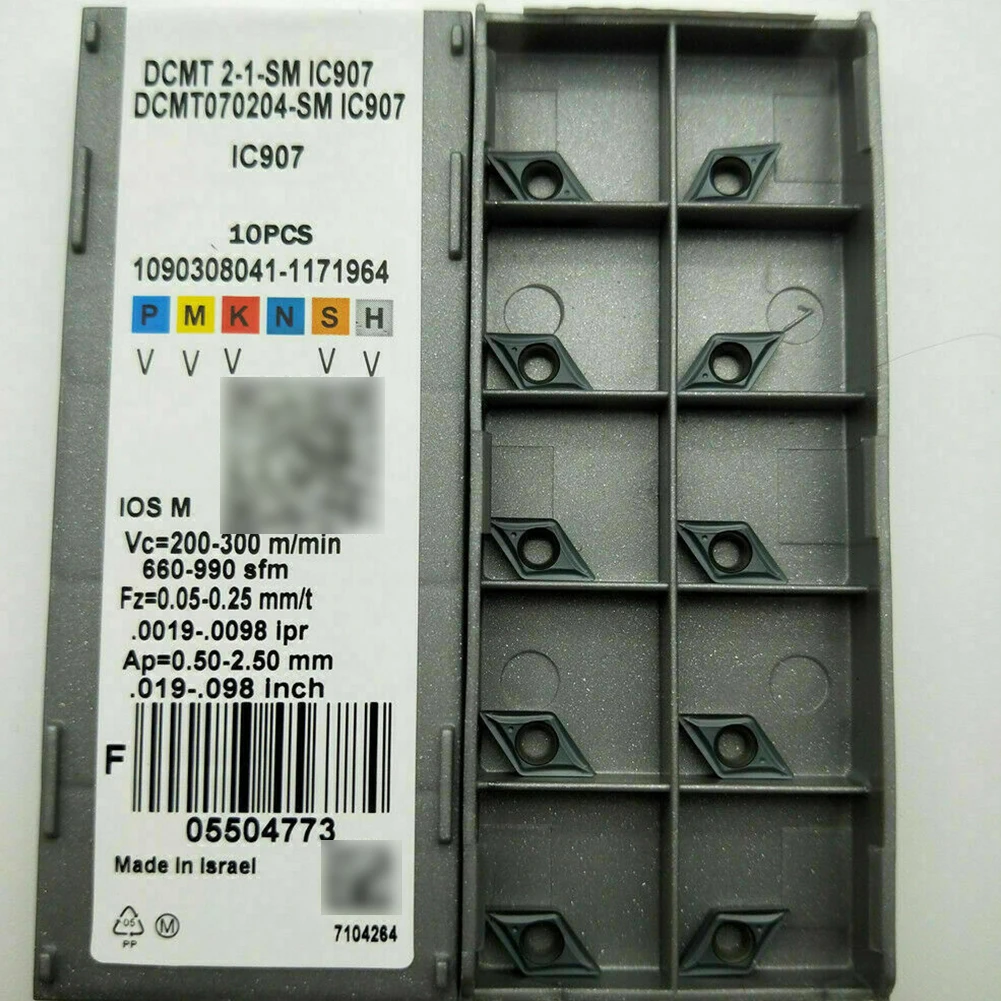 DCMT 2-1-SM IC907
DCMT070204-SM IC907
IC907
10PCS
1090308041-1171964
P M K N S H
V V V V V
IOS M
Vc=200-300 m/min
660-990 sfm
Fz=0.05-0.25 mm/t
.0019-.0098 ipr
Ap=0.50-2.50 mm
.019-.098 inch
F
05504773
Made in Israel
05
PP
M
7104264